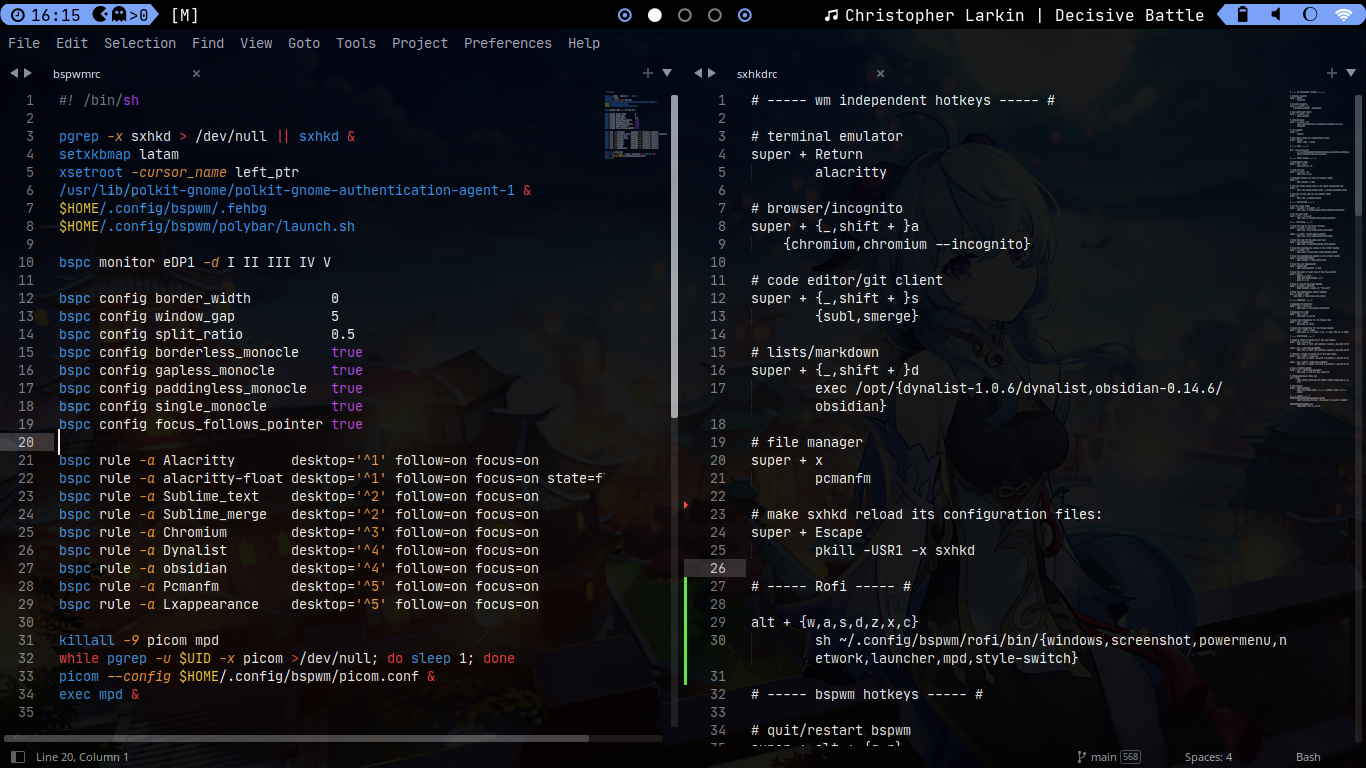 16:15 >0 [M]
Christopher Larkin | Decisive Battle
File Edit Selection Find View Goto Tools Project Preferences Help
bspwmrc
1 #! /bin/sh
2
3 pgrep -x sxhkd > /dev/null || sxhkd &
4 setxkbmap latam
5 xsetroot -cursor_name left_ptr
6 /usr/lib/polkit-gnome/polkit-gnome-authentication-agent-1 &
7 $HOME/.config/bspwm/.fehbg
8 $HOME/.config/bspwm/polybar/launch.sh
9
10 bspc monitor eDP1 -d I II III IV V
11
12 bspc config border_width 0
13 bspc config window_gap 5
14 bspc config split_ratio 0.5
15 bspc config borderless_monocle true
16 bspc config gapless_monocle true
17 bspc config paddingless_monocle true
18 bspc config single_monocle true
19 bspc config focus_follows_pointer true
20
21 bspc rule -a Alacritty desktop='^1' follow=on focus=on
22 bspc rule -a alacritty-float desktop='^1' follow=on focus=on state=f
23 bspc rule -a Sublime_text desktop='^2' follow=on focus=on
24 bspc rule -a Sublime_merge desktop='^2' follow=on focus=on
25 bspc rule -a Chromium desktop='^3' follow=on focus=on
26 bspc rule -a Dynalist desktop='^4' follow=on focus=on
27 bspc rule -a obsidian desktop='^4' follow=on focus=on
28 bspc rule -a Pcmanfm desktop='^5' follow=on focus=on
29 bspc rule -a Lxappearance desktop='^5' follow=on focus=on
30
31 killall -9 picom mpd
32 while pgrep -u $UID -x picom >/dev/null; do sleep 1; done
33 picom --config $HOME/.config/bspwm/picom.conf &
34 exec mpd &
35
sxhkdrc
1 # ----- wm independent hotkeys ----- #
2
3 # terminal emulator
4 super + Return
5 alacritty
6
7 # browser/incognito
8 super + {_,shift + }a
9 {chromium,chromium --incognito}
10
11 # code editor/git client
12 super + {_,shift + }s
13 {subl,smerge}
14
15 # lists/markdown
16 super + {_,shift + }d
17 exec /opt/{dynalist-1.0.6/dynalist,obsidian-0.14.6/
obsidian}
18
19 # file manager
20 super + x
21 pcmanfm
22
23 # make sxhkd reload its configuration files:
24 super + Escape
25 pkill -USR1 -x sxhkd
26
27 # ----- Rofi ----- #
28
29 alt + {w,a,s,d,z,x,c}
30 sh ~/.config/bspwm/rofi/bin/{windows,screenshot,powermenu,n
etwork,launcher,mpd,style-switch}
31
32 # ----- bspwm hotkeys ----- #
33
34 # quit/restart bspwm
Line 20, Column 1
main 568 Spaces: 4 Bash